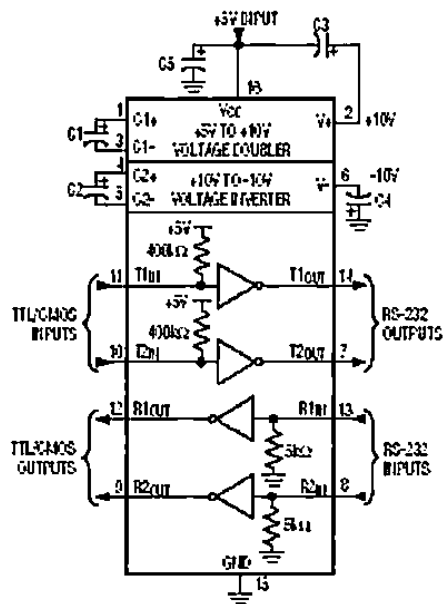 +5V INPUT
C3
C5
16
1
C1+
VCC
V+
2
+10V
C1
+5V TO +10V
3
C1-
VOLTAGE DOUBLER
4
C2+
+10V TO -10V
V-
6
-10V
C2
VOLTAGE INVERTER
5
C2-
C4
+5V
400kΩ
11
T1IN
T1OUT
14
+5V
TTL/CMOS
INPUTS
400kΩ
RS-232
OUTPUTS
10
T2IN
T2OUT
7
12
R1OUT
R1IN
13
TTL/CMOS
OUTPUTS
5kΩ
RS-232
INPUTS
9
R2OUT
R2IN
8
5kΩ
GND
15